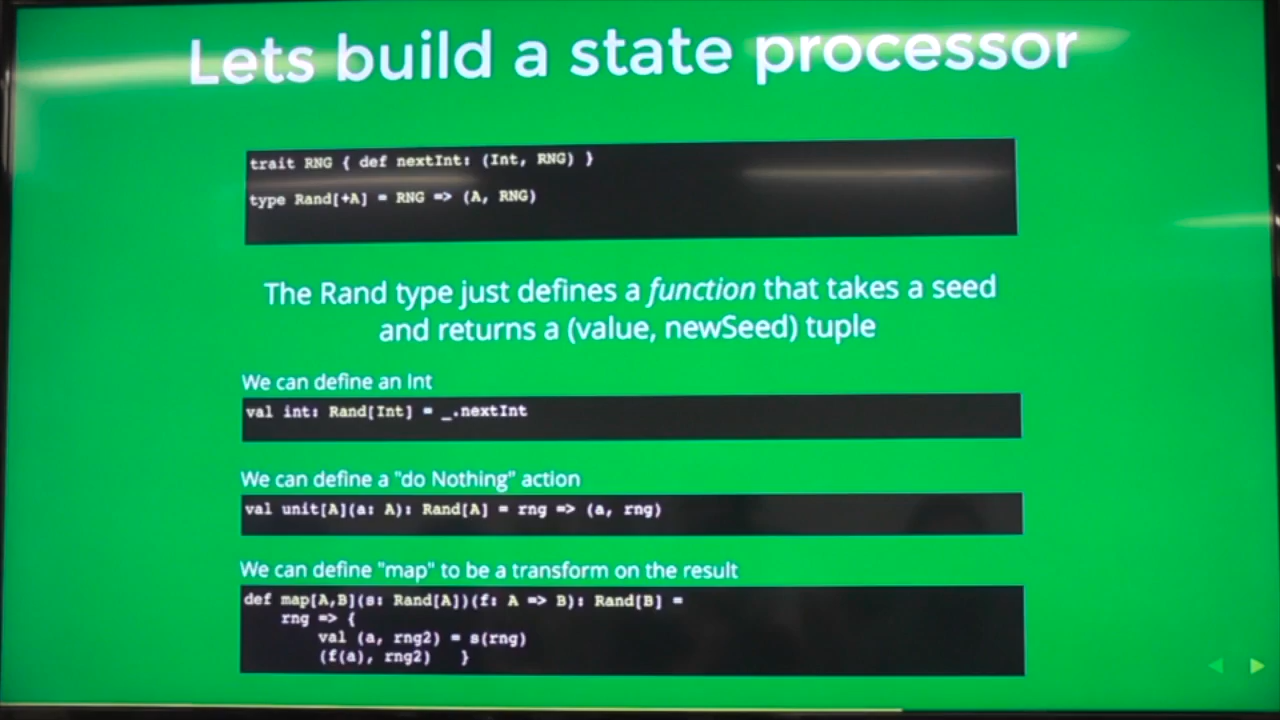 Lets build a state processor
trait RNG { def nextInt: (Int, RNG) }
type Rand[+A] = RNG => (A, RNG)
The Rand type just defines a function that takes a seed
and returns a (value, newSeed) tuple
We can define an Int
val int: Rand[Int] = _.nextInt
We can define a "do Nothing" action
val unit[A](a: A): Rand[A] = rng => (a, rng)
We can define "map" to be a transform on the result
def map[A,B](s: Rand[A])(f: A => B): Rand[B] =
rng => {
val (a, rng2) = s(rng)
(f(a), rng2) }